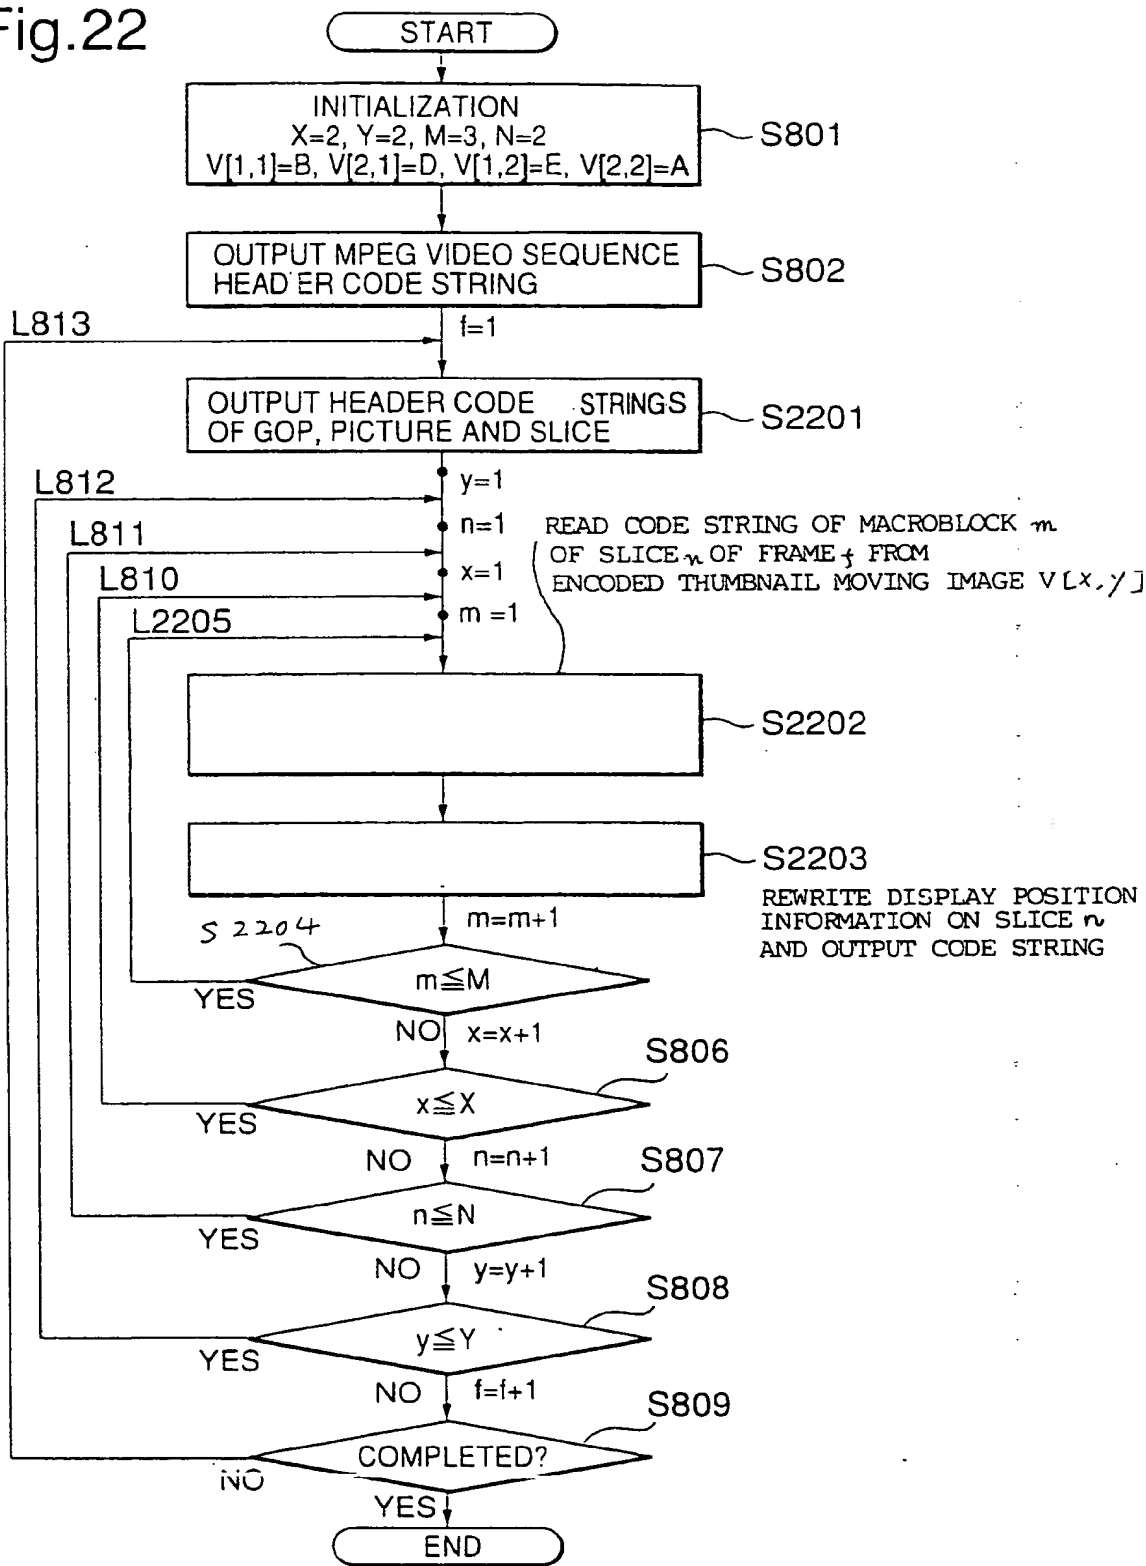 Fig.22
START
INITIALIZATION
X=2, Y=2, M=3, N=2
V[1,1]=B, V[2,1]=D, V[1,2]=E, V[2,2]=A
S801
OUTPUT MPEG VIDEO SEQUENCE
HEADER CODE STRING
S802
L813
f=1
OUTPUT HEADER CODE STRINGS
OF GOP, PICTURE AND SLICE
S2201
L812
y=1
n=1
READ CODE STRING OF MACROBLOCK m
OF SLICE n OF FRAME f FROM
ENCODED THUMBNAIL MOVING IMAGE V[x,y]
L811
x=1
L810
m=1
L2205
S2202
S2203
REWRITE DISPLAY POSITION
INFORMATION ON SLICE n
AND OUTPUT CODE STRING
m=m+1
S2204
m≦M
YES
NO x=x+1
S806
x≦X
YES
NO n=n+1
S807
n≦N
YES
NO y=y+1
S808
y≦Y
YES
NO f=f+1
S809
COMPLETED?
NO
YES
END